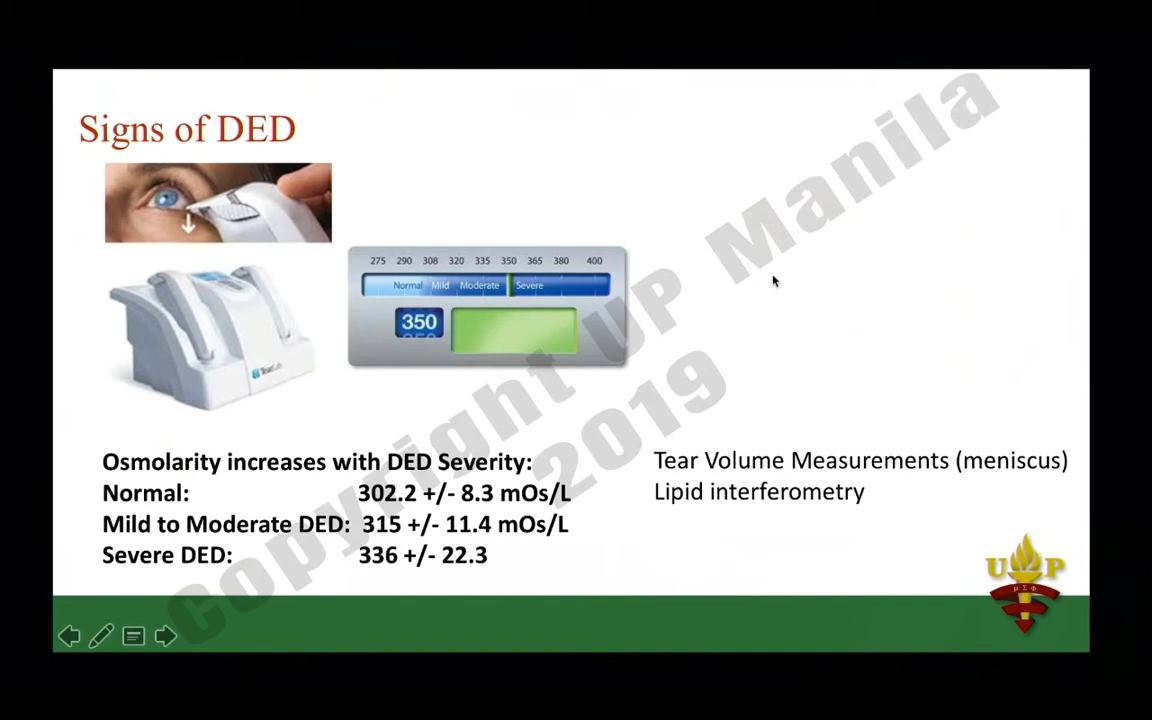 Signs of DED
275 290 308 320 335 350 365 380 400
Normal Mild Moderate Severe
350
TearLab
Osmolarity increases with DED Severity:
Normal: 302.2 +/- 8.3 mOs/L
Mild to Moderate DED: 315 +/- 11.4 mOs/L
Severe DED: 336 +/- 22.3
Tear Volume Measurements (meniscus)
Lipid interferometry
Copyright UP Manila
2019
U P
μ Σ Φ